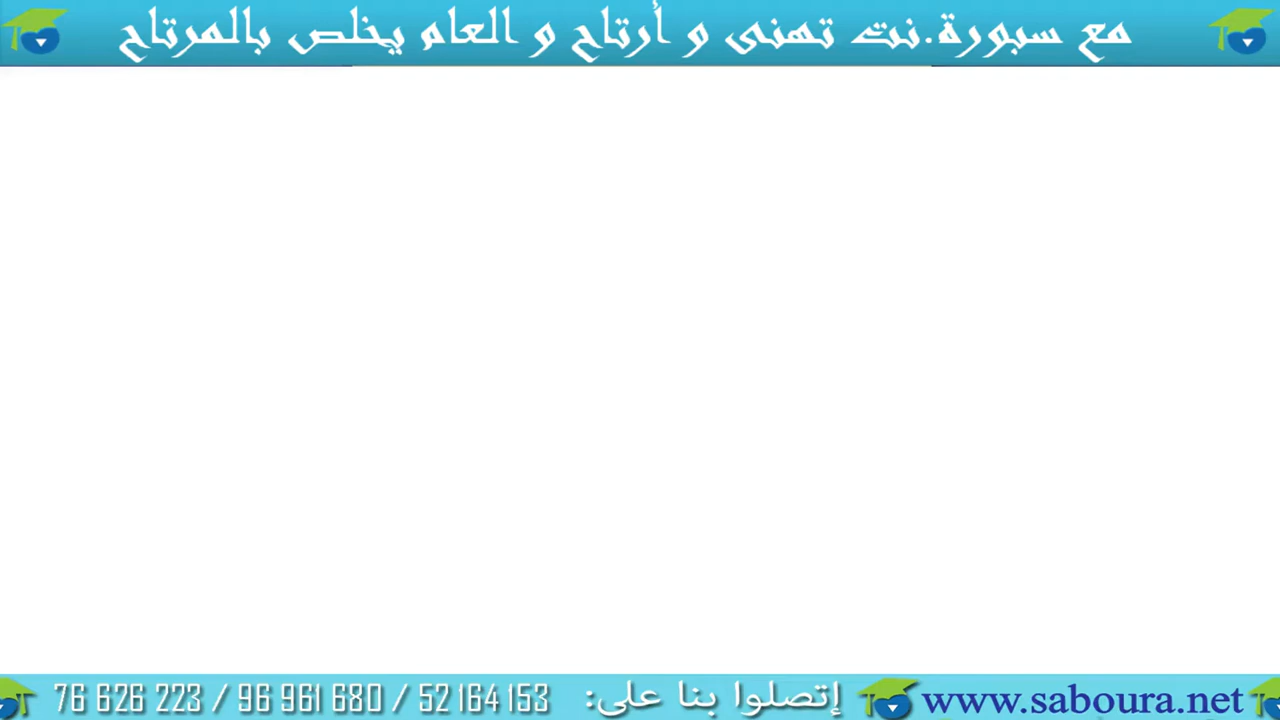 مع سبورة.نت تهنى و أرتاح و العام يخلص بالمرتاح
76 626 223 / 96 961 680 / 52 164 153 إتصلوا بنا على: www.saboura.net